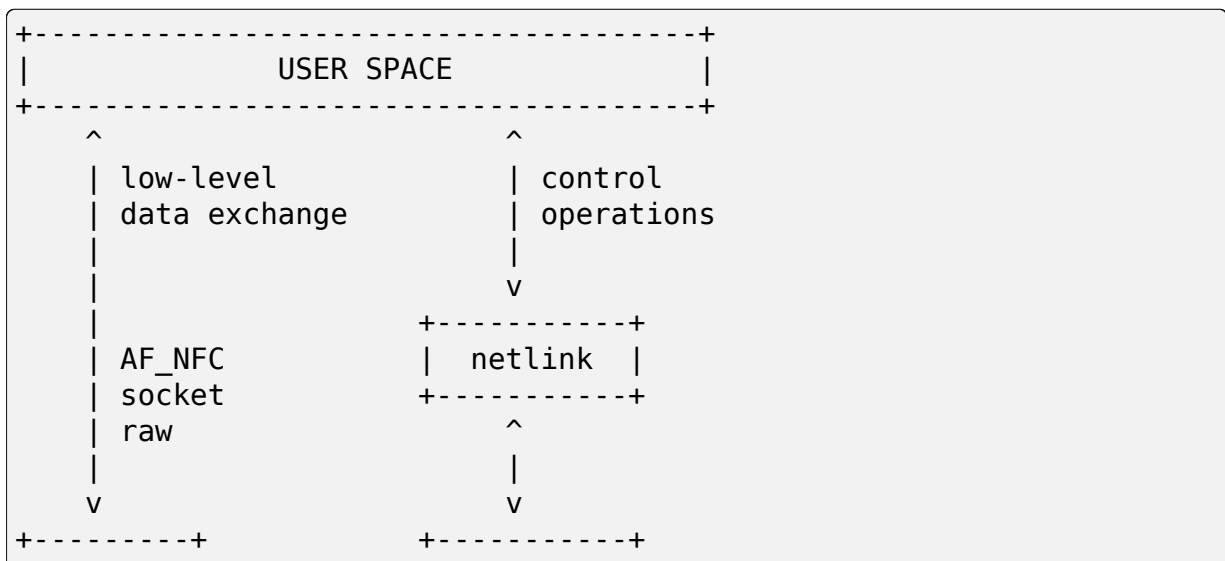 +--------------------------------------+
|              USER SPACE              |
+--------------------------------------+
    ^                       ^
    | low-level             | control
    | data exchange         | operations
    |                       |
    |                       v
    |                  +-----------+
    | AF_NFC           |  netlink  |
    | socket           +-----------+
    | raw                   ^
    |                       |
    v                       v
+---------+            +-----------+